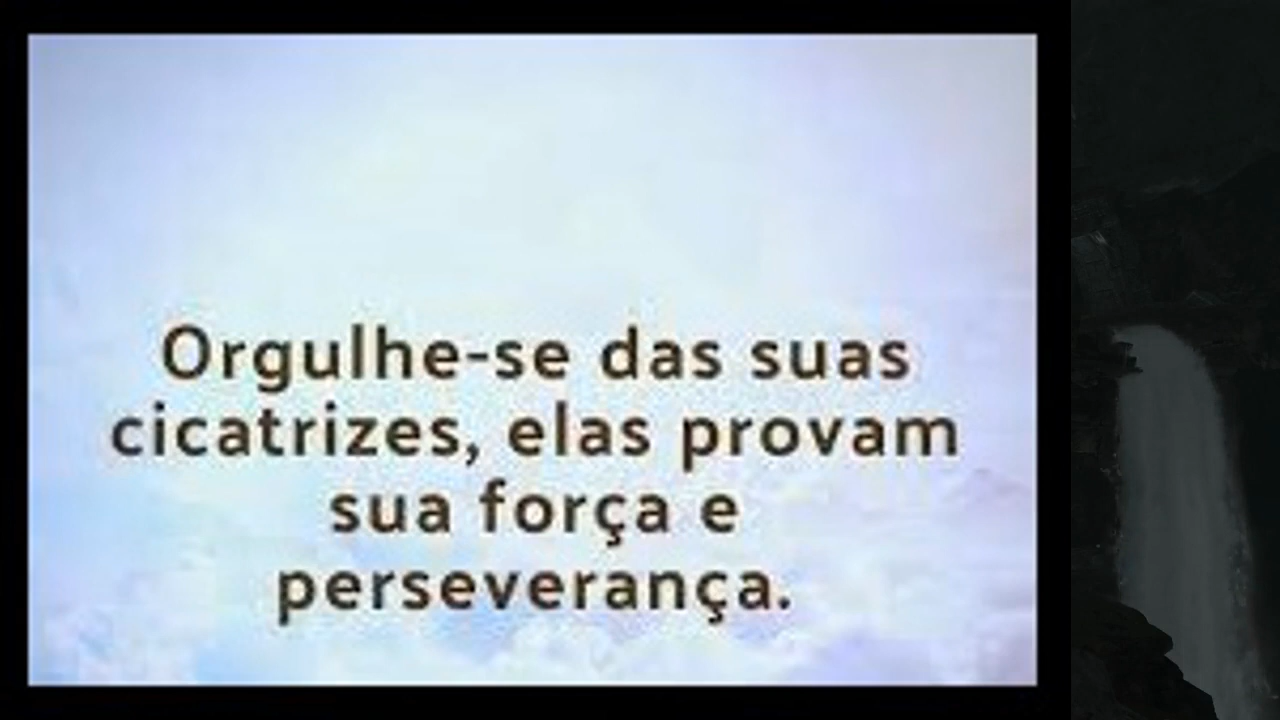 Orgulhe-se das suas
cicatrizes, elas provam
sua força e
perseverança.